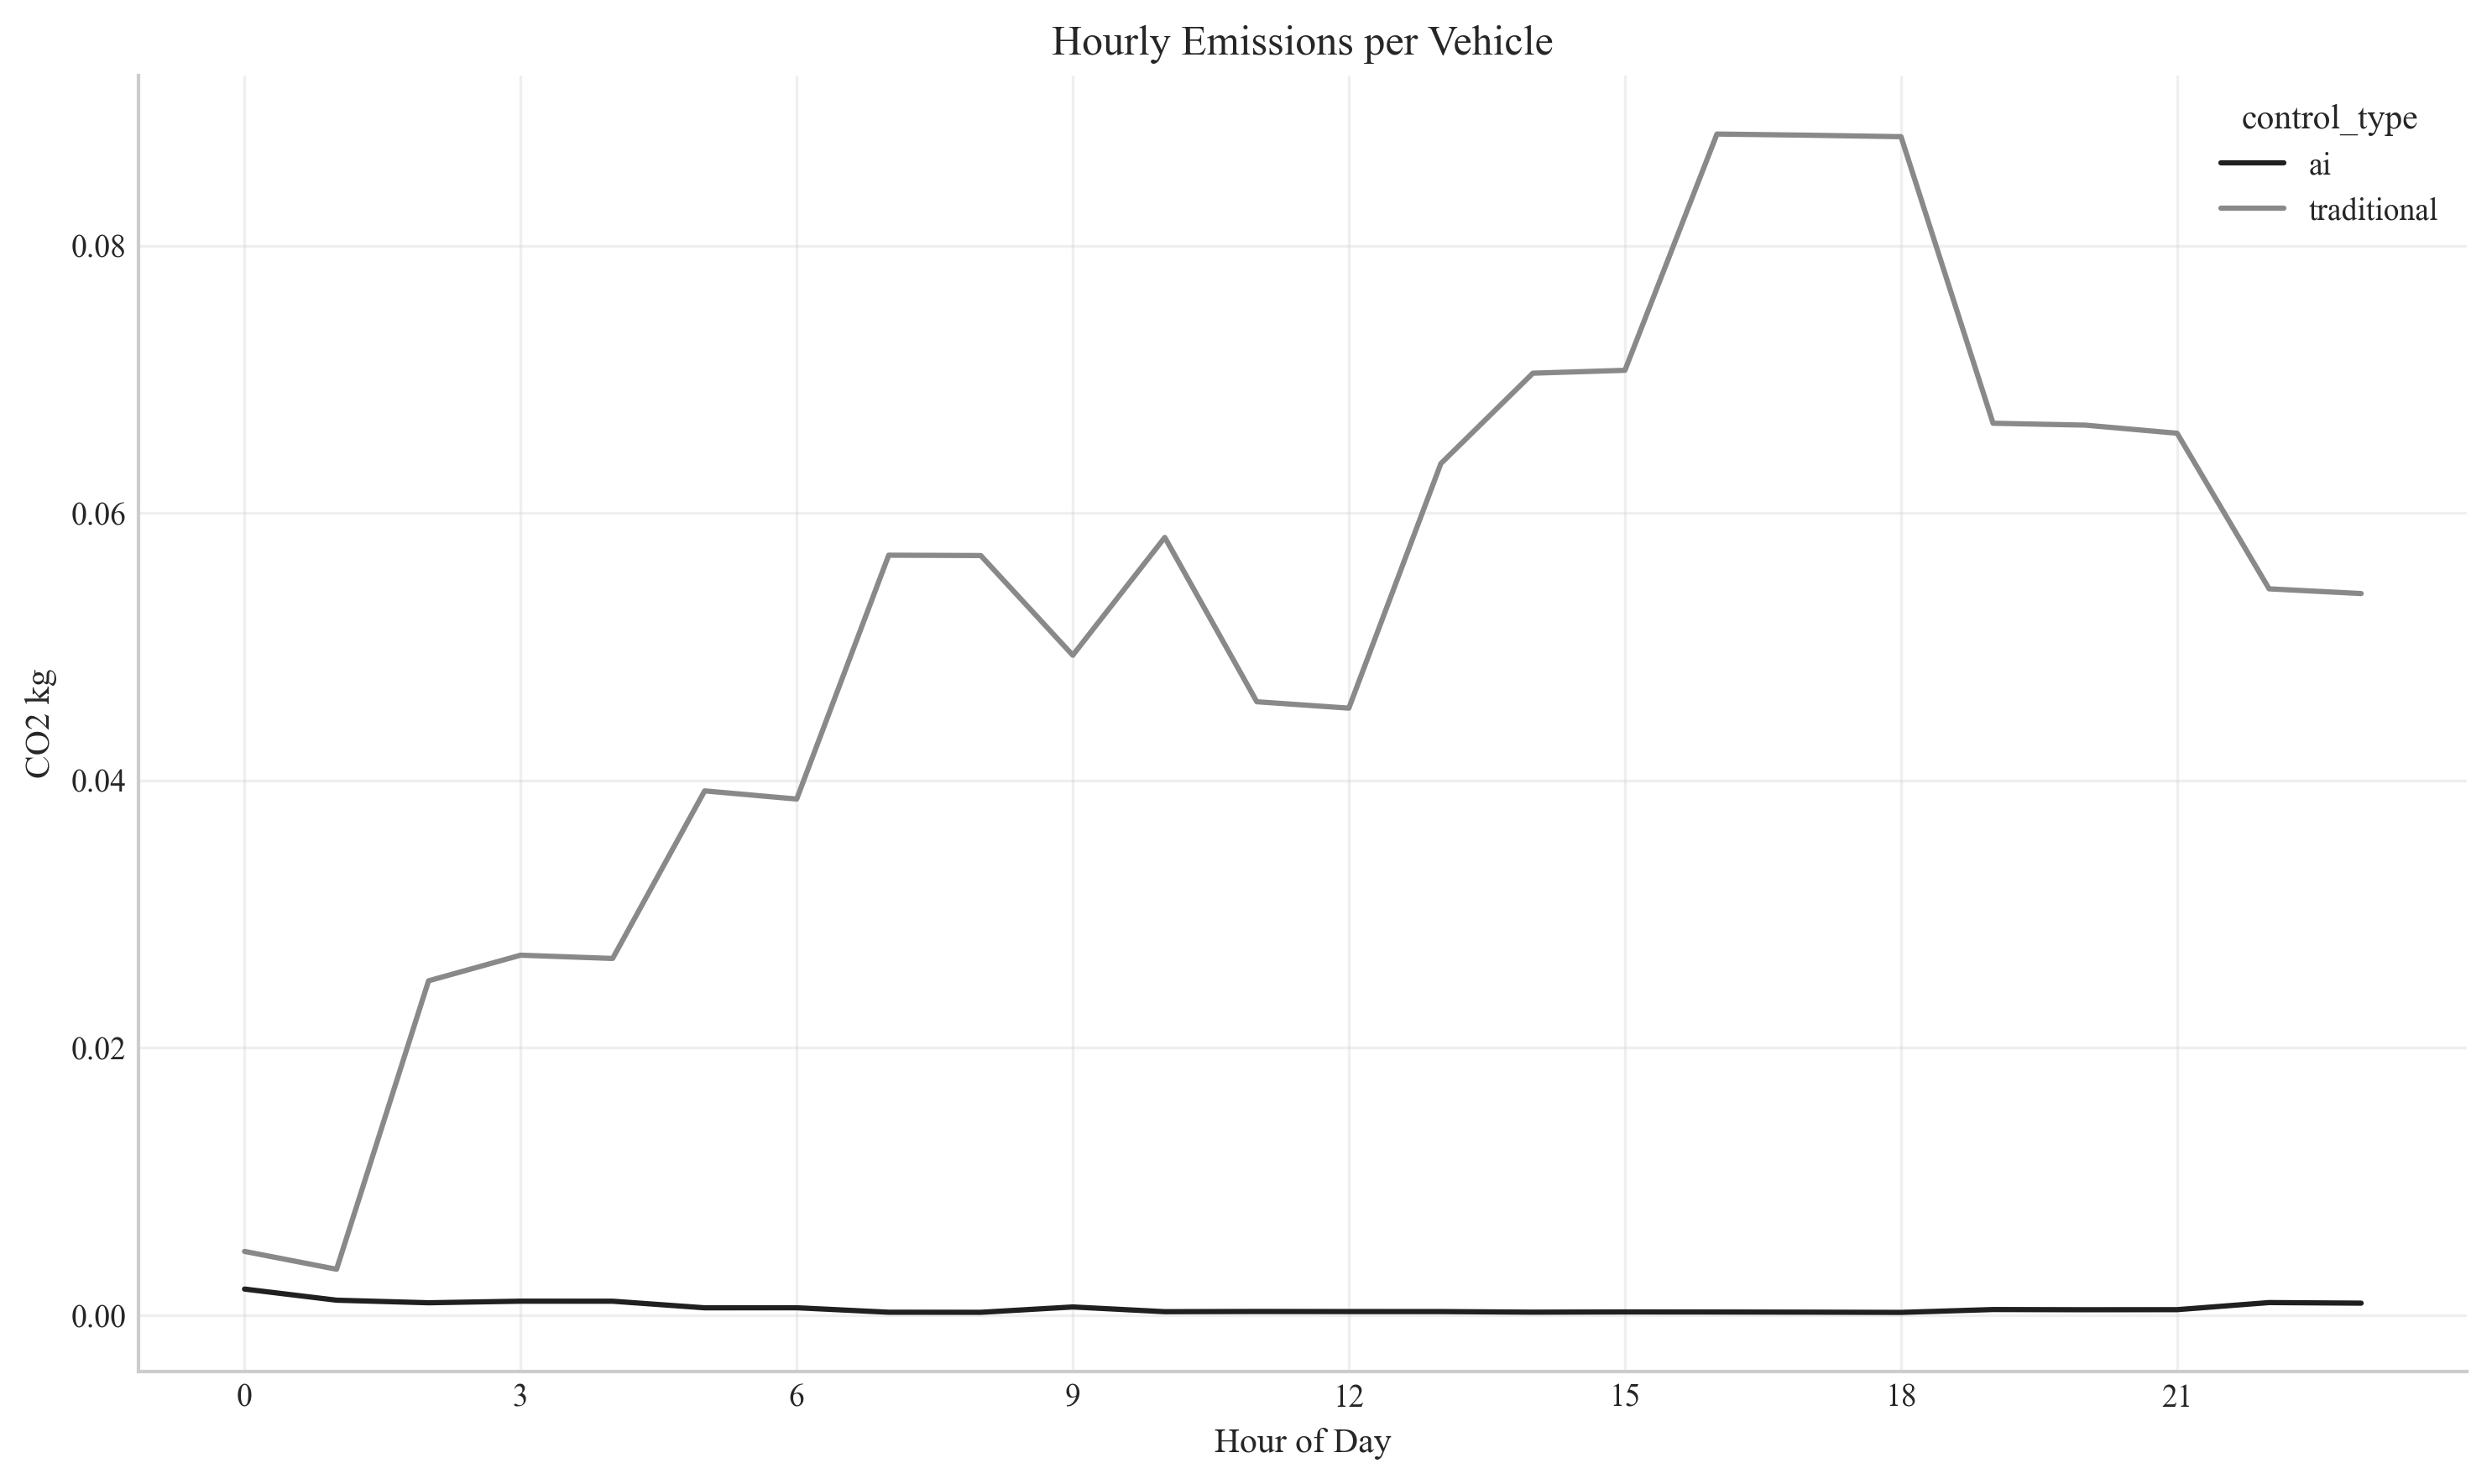 Hourly Emissions per Vehicle
control_type
ai
traditional
0.08
0.06
0.04
0.02
0.00
CO2 kg
0 3 6 9 12 15 18 21
Hour of Day